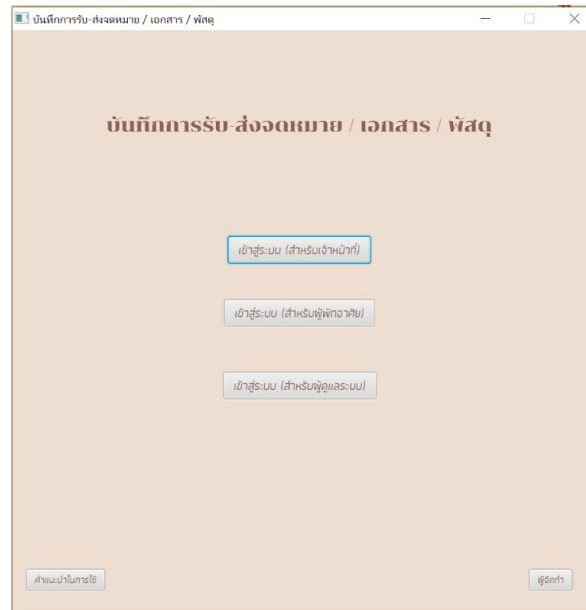 บันทึกการรับ-ส่งจดหมาย / เอกสาร / พัสดุ
บันทึกการรับ-ส่งจดหมาย / เอกสาร / พัสดุ
เข้าสู่ระบบ (สำหรับเจ้าหน้าที่)
เข้าสู่ระบบ (สำหรับผู้พักอาศัย)
เข้าสู่ระบบ (สำหรับผู้ดูแลระบบ)
คำแนะนำในการใช้
ผู้จัดทำ